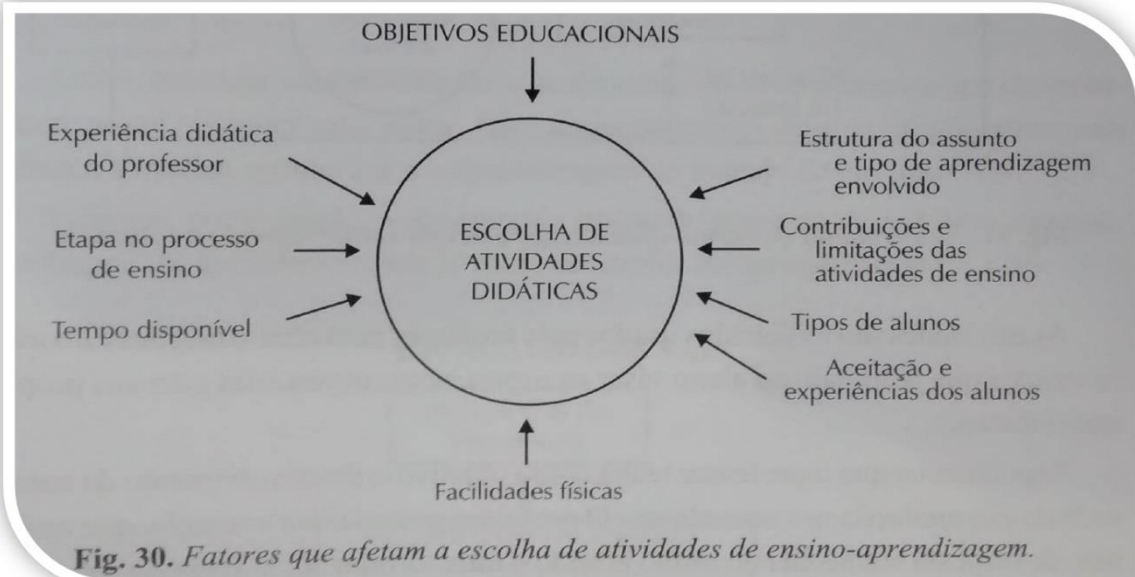 OBJETIVOS EDUCACIONAIS
Experiência didática
do professor
Etapa no processo
de ensino
Tempo disponível
ESCOLHA DE
ATIVIDADES
DIDÁTICAS
Estrutura do assunto
e tipo de aprendizagem
envolvido
Contribuições e
limitações das
atividades de ensino
Tipos de alunos
Aceitação e
experiências dos alunos
Facilidades físicas
Fig. 30. Fatores que afetam a escolha de atividades de ensino-aprendizagem.